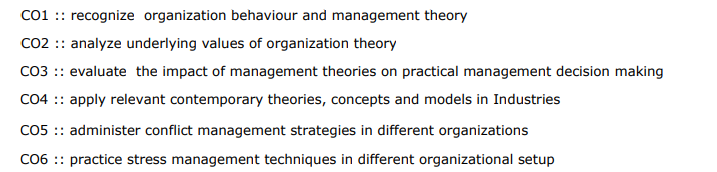 CO1 :: recognize  organization behaviour and management theory
CO2 :: analyze underlying values of organization theory
CO3 :: evaluate  the impact of management theories on practical management decision making
CO4 :: apply relevant contemporary theories, concepts and models in Industries
CO5 :: administer conflict management strategies in different organizations
CO6 :: practice stress management techniques in different organizational setup